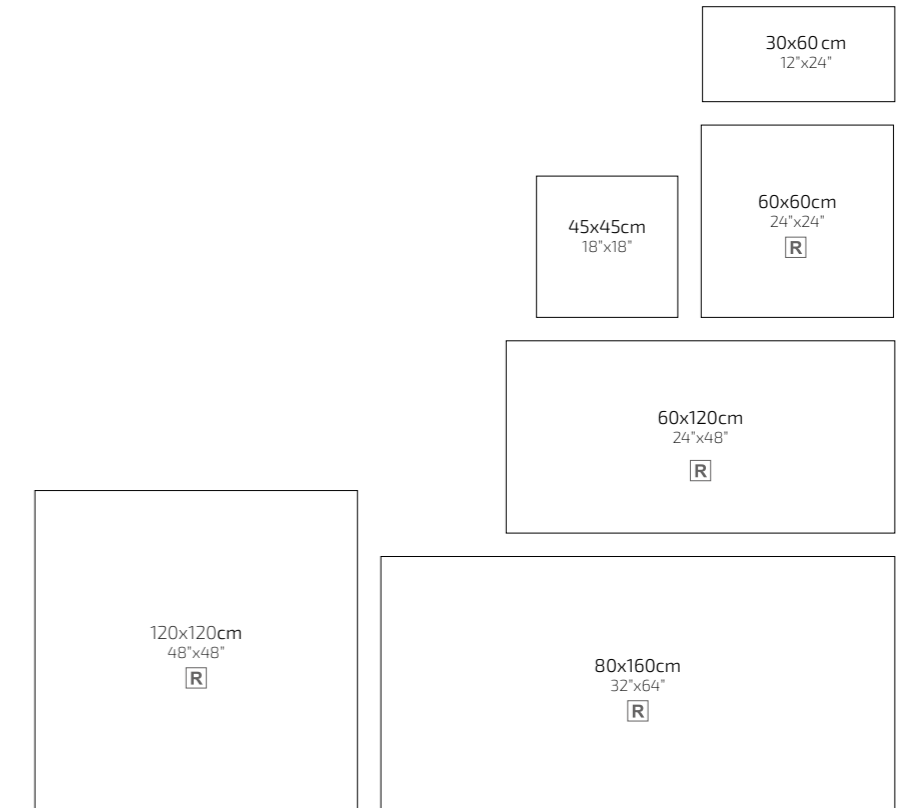 30x60 cm
12”x24”
60x60cm
24”x24”
R
45x45cm
18”x18”
60x120cm
24”x48”
R
120x120cm
48”x48”
R
80x160cm
32”x64”
R